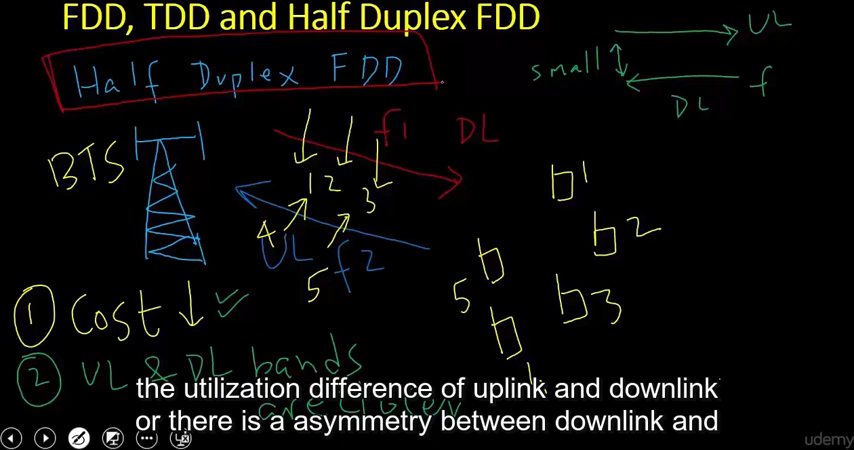 FDD, TDD and Half Duplex FDD
Half Duplex FDD
UL
small
DL f
BTS
f1 DL
1 2 3
4
UL f2
5
1 Cost ↓ ✓
b1
b2
b
5 b3
b
2 UL & DL bands
the utilization difference of uplink and downlink
or there is a asymmetry between downlink and
udemy